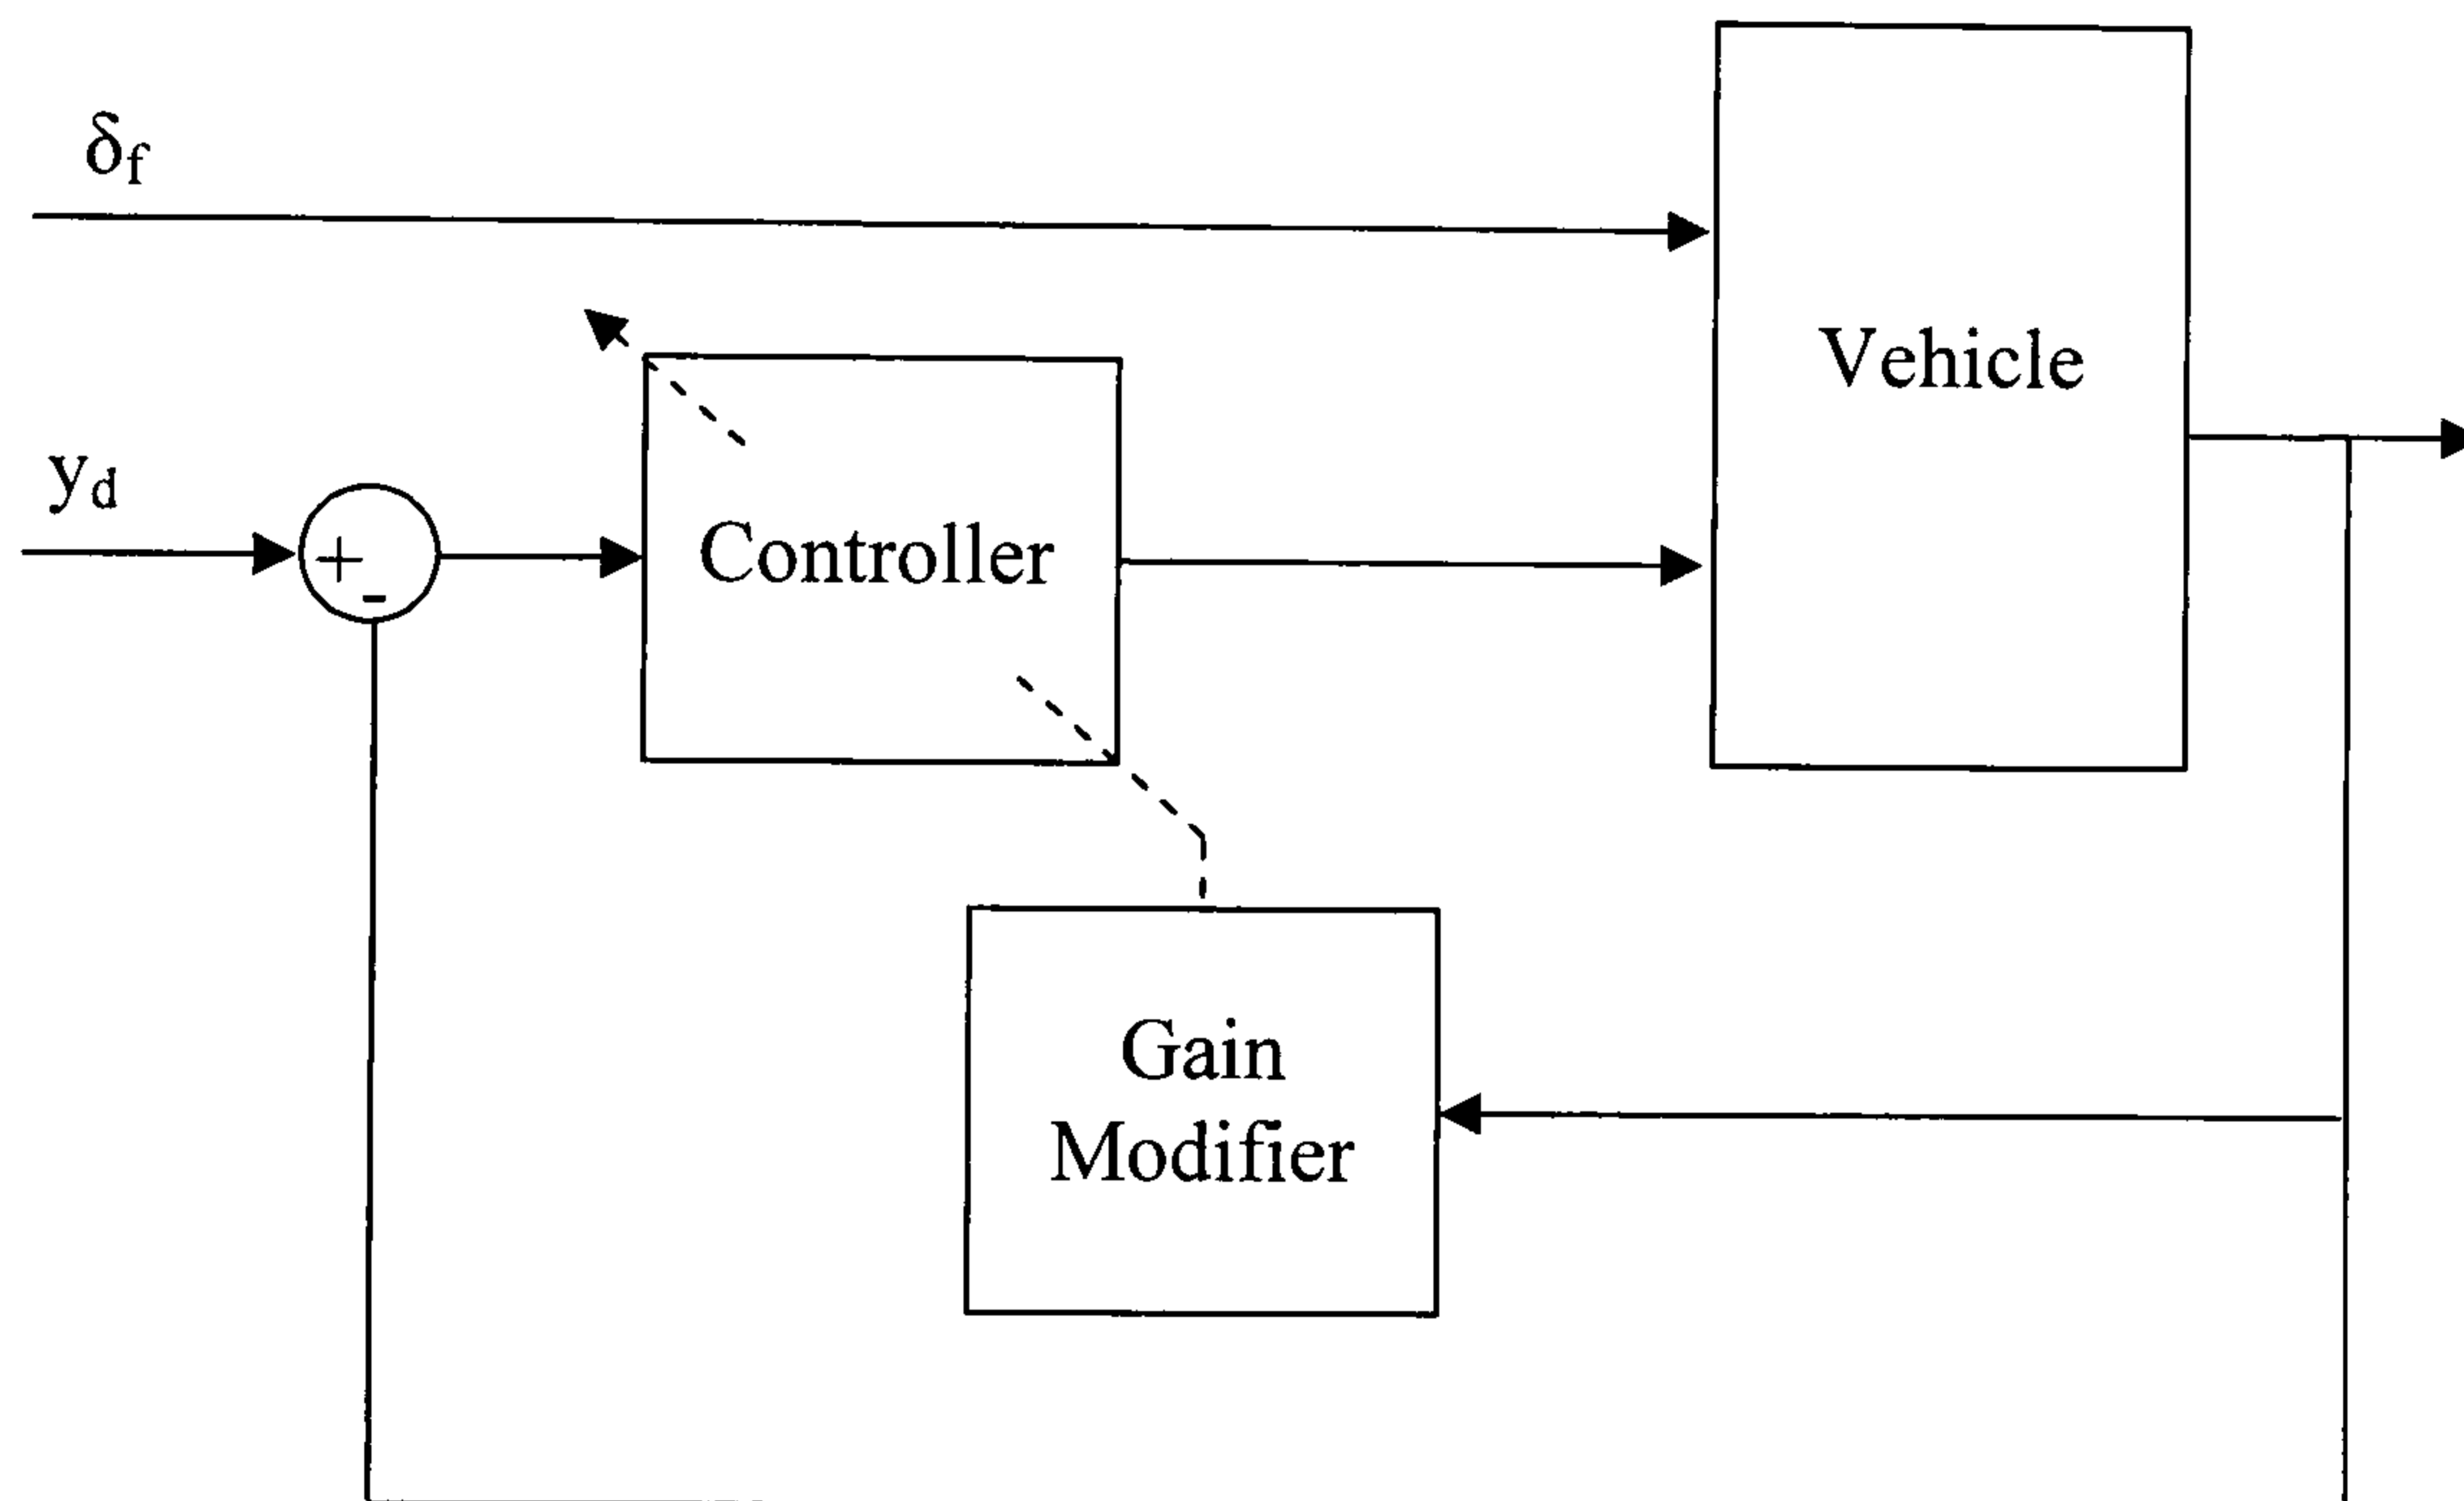 δf
Vehicle
yd
+
-
Controller
Gain
Modifier